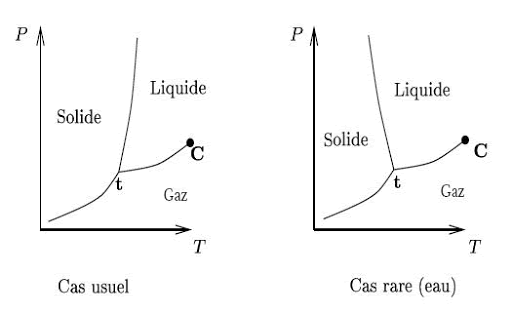 P
Liquide
Solide
C
t
Gaz
T
Cas usuel
P
Liquide
Solide
C
t
Gaz
T
Cas rare (eau)